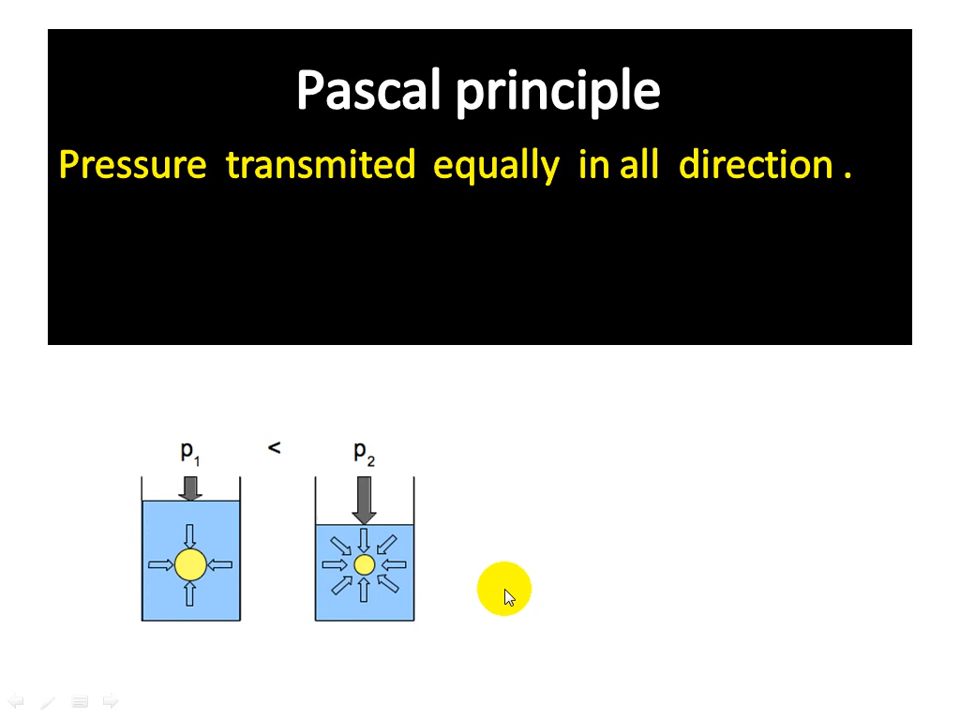 Pascal principle
Pressure transmited equally in all direction .
p1 < p2